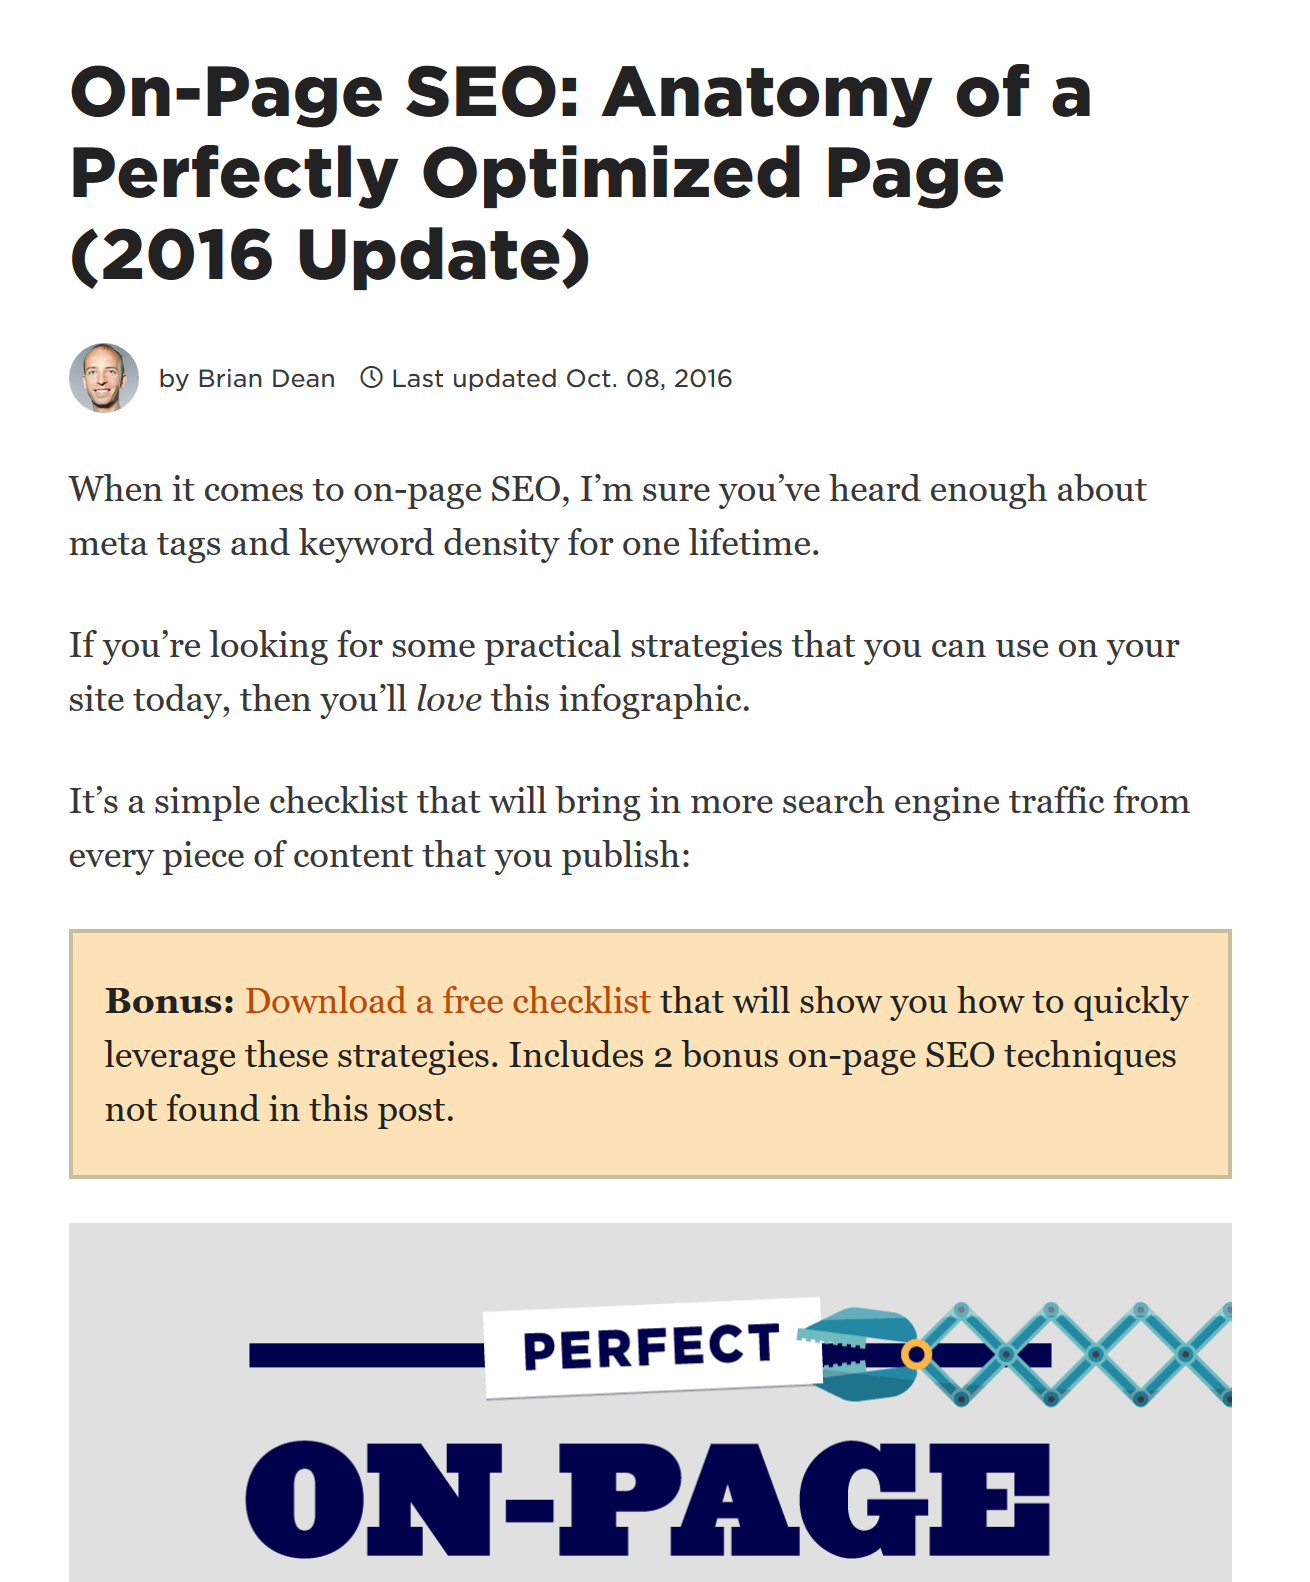 On-Page SEO: Anatomy of a
Perfectly Optimized Page
(2016 Update)
by Brian Dean Last updated Oct. 08, 2016
When it comes to on-page SEO, I’m sure you’ve heard enough about
meta tags and keyword density for one lifetime.
If you’re looking for some practical strategies that you can use on your
site today, then you’ll love this infographic.
It’s a simple checklist that will bring in more search engine traffic from
every piece of content that you publish:
Bonus: Download a free checklist that will show you how to quickly
leverage these strategies. Includes 2 bonus on-page SEO techniques
not found in this post.
PERFECT
ON-PAGE